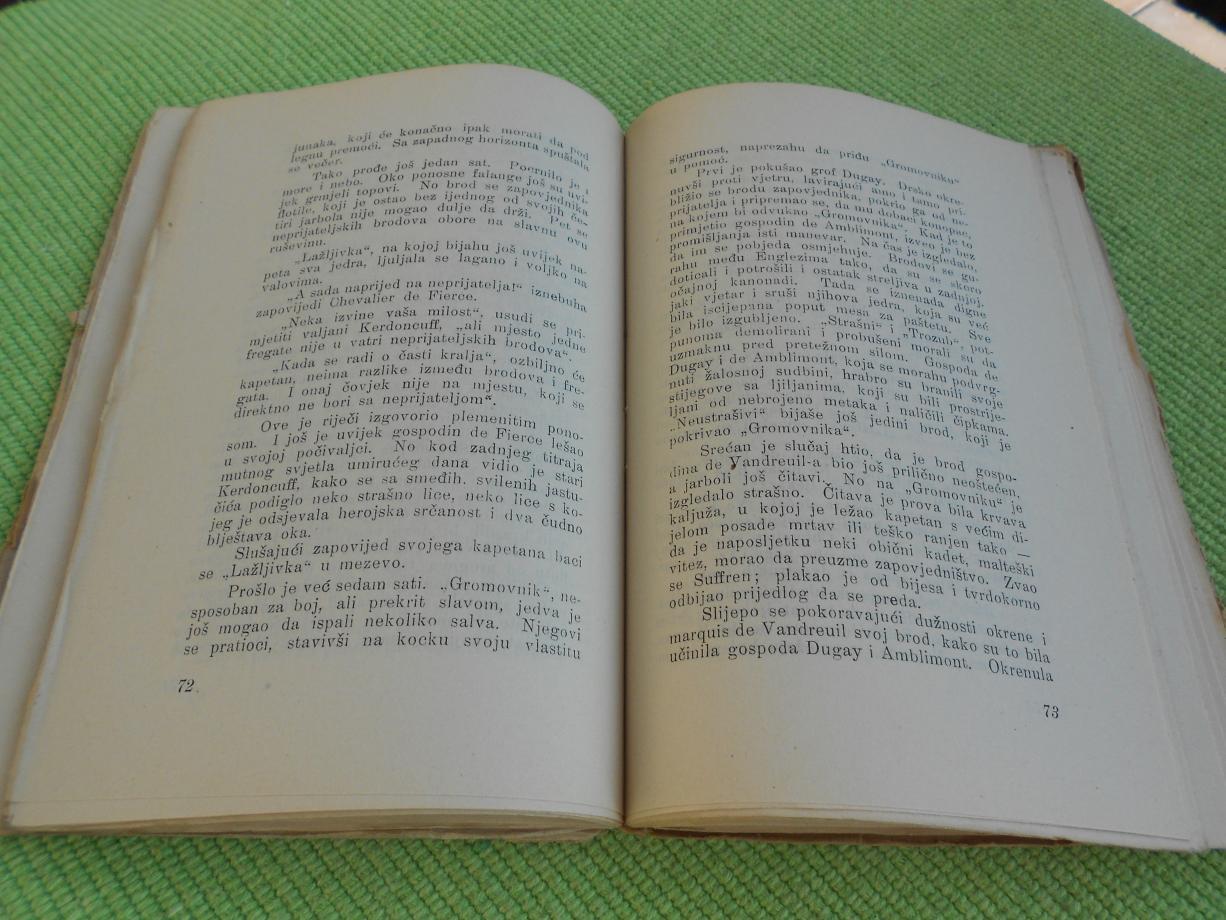 junaka, koji će konačno ipak morati da pod
legnu premoći. Sa zapadnog horizonta spuštala
se večer.
Tako prođe još jedan sat. Pocrnilo je i
more i nebo. Oko ponosne falange još su uvi-
jek grmjeli topovi. No brod se zapovjednika
flotile, koji je ostao bez ijednog od svojih če-
tiri jarbola nije mogao dulje da drži. Pet se
neprijateljskih brodova obore na slavnu ovu
ruševinu.
„Lažljivka“, na kojoj bijahu još uvijek na-
peta sva jedra, ljuljala se lagano i voljko na
valovima.
„A sada naprijed na neprijatelja!“ iznebuha
zapovijedi Chevalier de Fierce.
„Neka izvine vaša milost“, usudi se pri-
mjetiti valjani Kerdoncuff, „ali mjesto jedne
fregate nije u vatri neprijateljskih brodova“.
„Kada se radi o časti kralja“, ozbiljno će
kapetan, neima razlike između brodova i fre-
gata. I onaj čovjek nije na mjestu, koji se
direktno ne bori sa neprijateljom“.
Ove je riječi izgovorio plemenitim pono-
som. I još je uvijek gospodin de Fierce lešao
u svojoj počivaljci. No kod zadnjeg titraja
mutnog svjetla umirućeg dana vidio je stari
Kerdoncuff, kako se sa smeđih. svilenih jastu-
čića podiglo neko strašno lice, neko lice s ko-
jeg je odsjevala herojska srčanost i dva čudno
blještava oka.
Slušajući zapovijed svojega kapetana baci
se „Lažljivka“ u mezevo.
Prošlo je već sedam sati. „Gromovnik“, ne-
sposoban za boj, ali prekrit slavom, jedva je
još mogao da ispali nekoliko salva. Njegovi
se pratioci, stavivši na kocku svoju vlastitu
72
sigurnost, naprezahu da priđu „Gromovniku“
u pomoć.
Prvi je pokušao grof Dugay. Drsko okre-
nuvši proti vjetru, lavirajući amo i tamo pri-
bližio se brodu zapovjednika, pokrio ga od ne-
prijatelja i pripremao se, da mu dobaci konopac,
na kojem bi odvukao „Gromovnika“. Kad je to
primjetio gospodin de Amblimont, izveo je bez
promišljanja isti manevar. Na čas je izgledalo,
da im se pobjeda osmjehuje. Brodovi se gu-
rahu među Englezima tako, da su se skoro
doticali i potrošili i ostatak streljiva u zadnjoj,
očajnoj kanonadi. Tada se iznenada digne
jaki vjetar i sruši njihova jedra, koja su već
bila iscijepana poput mesa za paštetu. Sve
je bilo izgubljeno. „Strašni“ i „Trozub“, pot-
punoma demolirani i probušeni morali su da
uzmaknu pred pretežnom silom. Gospoda de
Dugay i de Amblimont, koja se morahu podvrg-
nuti žalosnoj sudbini, hrabro su branili svoje
stijegove sa ljiljanima, koji su bili prostrije-
ljani od nebrojeno metaka i naličili čipkama.
„Neustrašivi“ bijaše još jedini brod, koji je
pokrivao „Gromovnika“.
Srećan je slučaj htio, da je brod gospo-
dina de Vandreuil-a bio još prilično neoštećen,
a jarboli još čitavi. No na „Gromovniku“ je
izgledalo strašno. Čitava je prova bila krvava
kaljuža, u kojoj je ležao kapetan s većim di-
jelom posade mrtav ili teško ranjen tako —
da je naposljetku neki obični kadet, malteški
vitez, morao da preuzme zapovjedništvo. Zvao
se Suffren; plakao je od bijesa i tvrdokorno
odbijao prijedlog da se preda.
Slijepo se pokoravajući dužnosti okrene i
marquis de Vandreuil svoj brod, kako su to bila
učinila gospoda Dugay i Amblimont. Okrenula
73